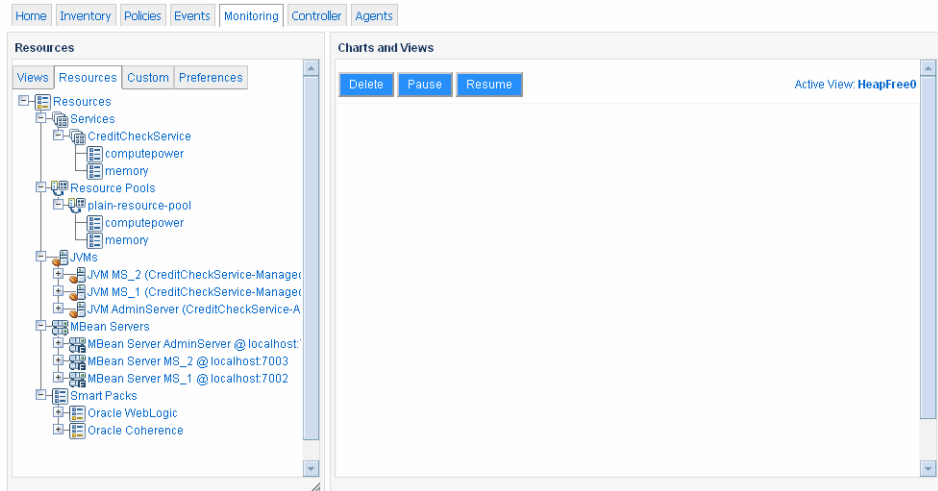 Home Inventory Policies Events Monitoring Controller Agents
Resources
Views Resources Custom Preferences
Resources
Services
CreditCheckService
computepower
memory
Resource Pools
plain-resource-pool
computepower
memory
JVMs
JVM MS_2 (CreditCheckService-Managed
JVM MS_1 (CreditCheckService-Managed
JVM AdminServer (CreditCheckService-A
MBean Servers
MBean Server AdminServer @ localhost:
MBean Server MS_2 @ localhost:7003
MBean Server MS_1 @ localhost:7002
Smart Packs
Oracle WebLogic
Oracle Coherence
Charts and Views
Delete Pause Resume Active View: HeapFree0